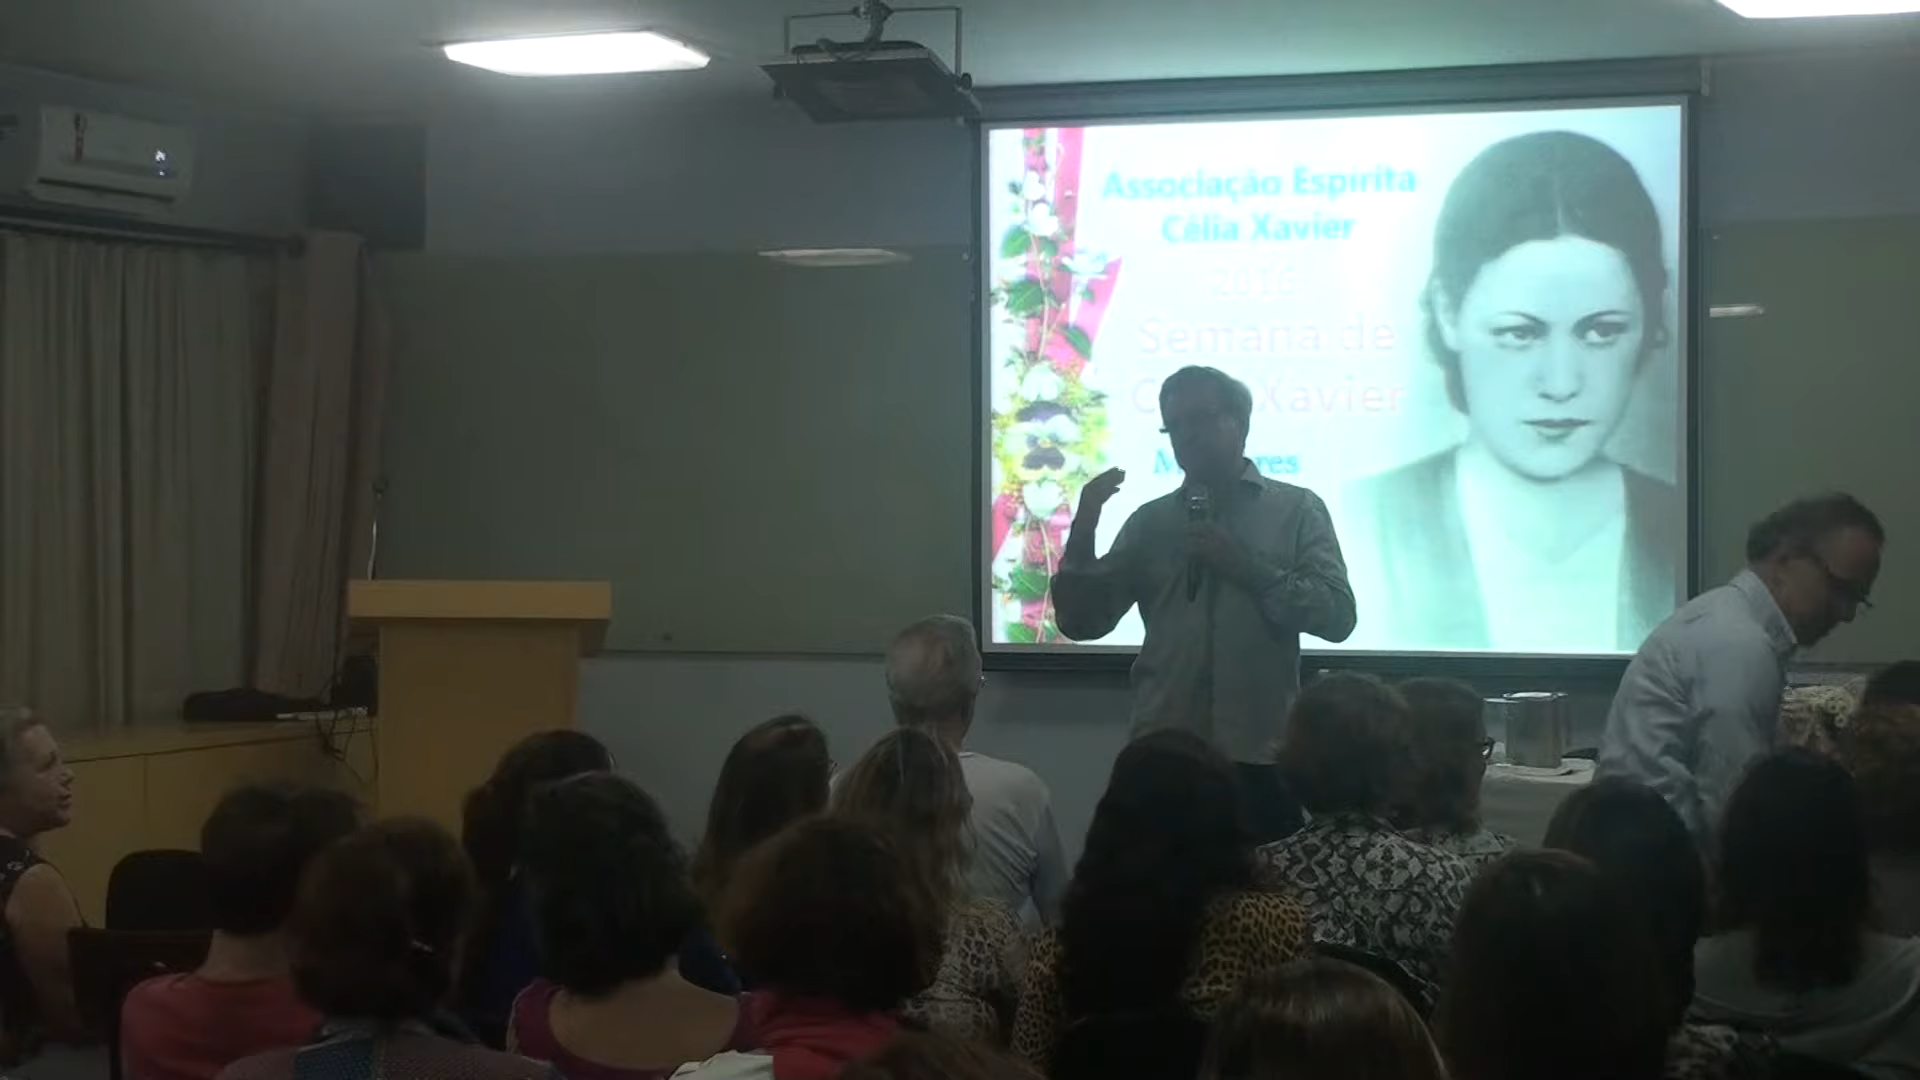 Associação Espírita
Célia Xavier
2016
Semana de
Xavier